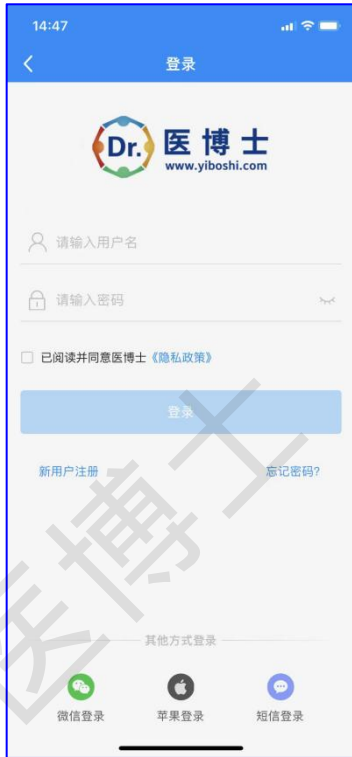 14:47
登录
Dr. 医博士
www.yiboshi.com
请输入用户名
请输入密码
已阅读并同意医博士《隐私政策》
登录
新用户注册 忘记密码?
其他方式登录
微信登录 苹果登录 短信登录
医博士